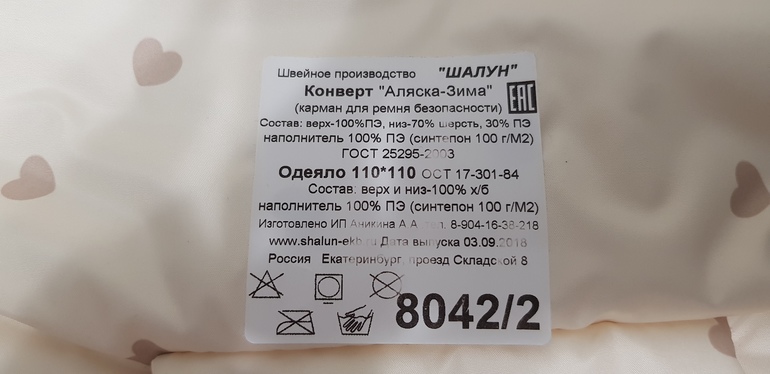 Швейное производство "ШАЛУН"
Конверт "Аляска-Зима"
(карман для ремня безопасности) EAC
Состав: верх-100%ПЭ, низ-70% шерсть, 30% ПЭ
наполнитель 100% ПЭ (синтепон 100 г/М2)
ГОСТ 25295-2003
Одеяло 110*110 ОСТ 17-301-84
Состав: верх и низ-100% х/б
наполнитель 100% ПЭ (синтепон 100 г/М2)
Изготовлено ИП Аникина А.А. тел. 8-904-16-38-218
www.shalun-ekb.ru Дата выпуска 03.09.2018
Россия Екатеринбург, проезд Складской 8
8042/2